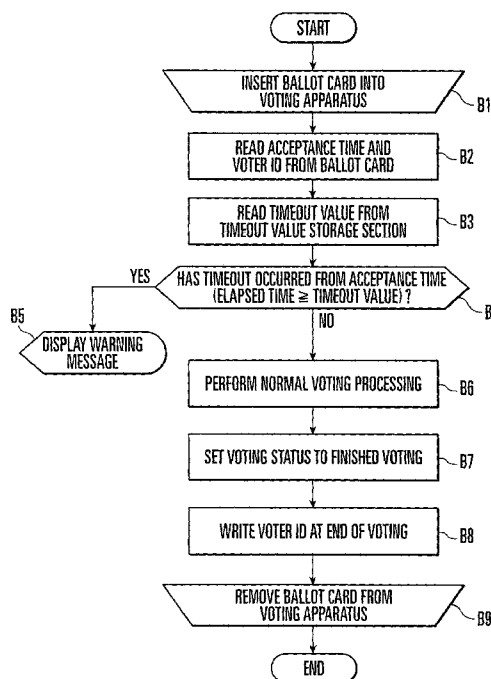 START
INSERT BALLOT CARD INTO
VOTING APPARATUS
B1
READ ACCEPTANCE TIME AND
VOTER ID FROM BALLOT CARD
B2
READ TIMEOUT VALUE FROM
TIMEOUT VALUE STORAGE SECTION
B3
YES
HAS TIMEOUT OCCURRED FROM ACCEPTANCE TIME
(ELAPSED TIME ≧ TIMEOUT VALUE) ?
B
NO
B5
DISPLAY WARNING
MESSAGE
PERFORM NORMAL VOTING PROCESSING
B6
SET VOTING STATUS TO FINISHED VOTING
B7
WRITE VOTER ID AT END OF VOTING
B8
REMOVE BALLOT CARD FROM
VOTING APPARATUS
B9
END